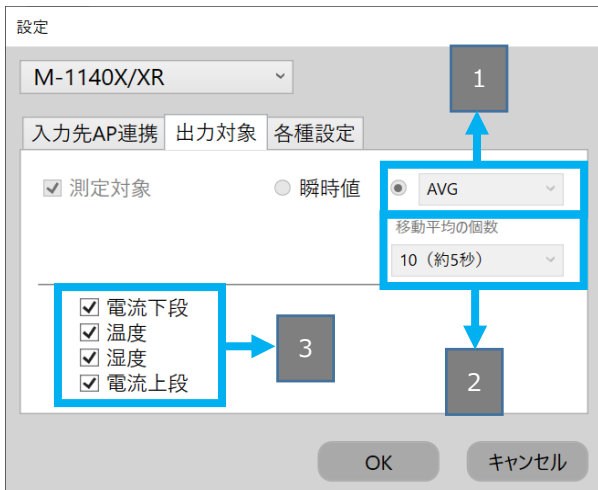 設定
M-1140X/XR
1
入力先AP連携 出力対象 各種設定
測定対象 瞬時値 AVG
移動平均の個数
10（約5秒）
電流下段
温度
湿度
電流上段
3
2
OK キャンセル